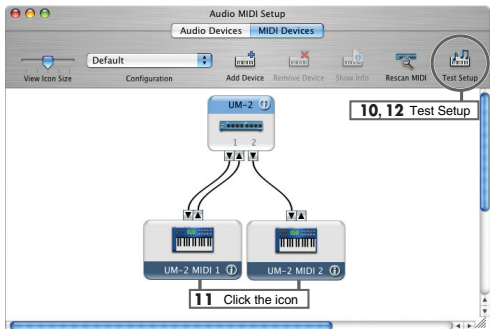 Audio MIDI Setup
Audio Devices MIDI Devices
Default
View Icon Size Configuration Add Device Remove Device Show Info Rescan MIDI Test Setup
10, 12 Test Setup
UM-2
1 2
UM-2 MIDI 1 UM-2 MIDI 2
11 Click the icon